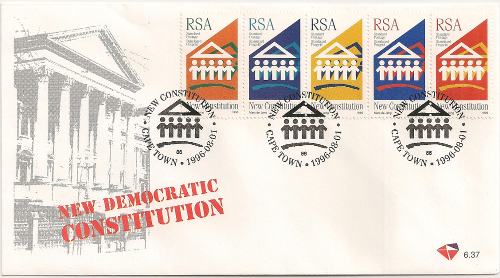 RSA
Standard
Postage
New Constitution
RSA
Standard
Postage
New Constitution
RSA
Standard
Postage
New Constitution
RSA
Standard
Postage
New Constitution
RSA
Standard
Postage
New Constitution
• NEW CONSTITUTION •
CAPE TOWN • 1996-08-01
• NEW CONSTITUTION •
CAPE TOWN • 1996-08-01
• NEW CONSTITUTION •
CAPE TOWN • 1996-08-01
NEW DEMOCRATIC
CONSTITUTION
6.37